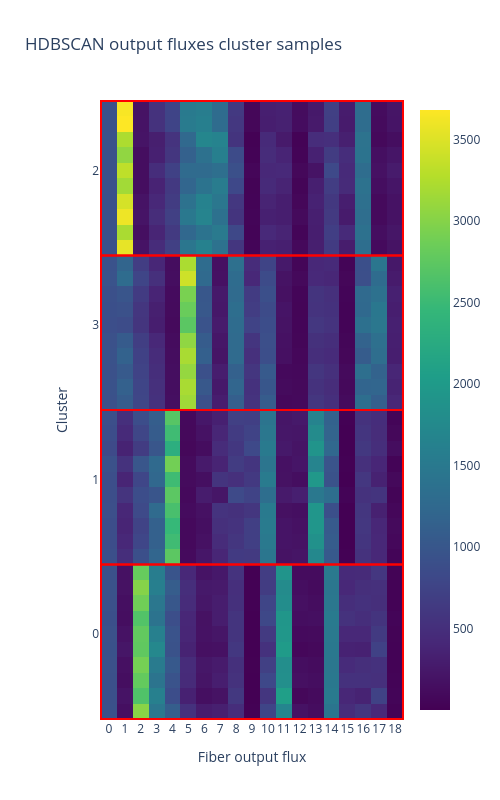 HDBSCAN output fluxes cluster samples
3500
3000
2500
2000
1500
1000
500
2
3
1
0
Cluster
0 1 2 3 4 5 6 7 8 9 10 11 12 13 14 15 16 17 18
Fiber output flux